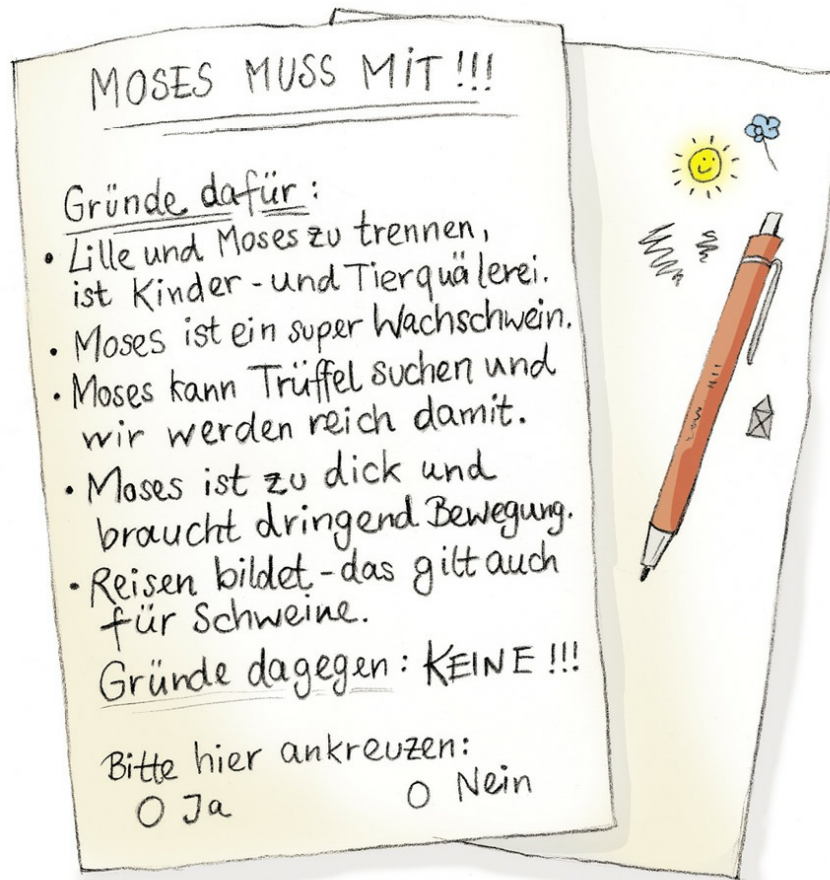 MOSES MUSS MIT!!!
Gründe dafür:
• Lille und Moses zu trennen,
ist Kinder- und Tierquälerei.
• Moses ist ein super Wachschwein.
• Moses kann Trüffel suchen und
wir werden reich damit.
• Moses ist zu dick und
braucht dringend Bewegung.
• Reisen bildet - das gilt auch
für Schweine.
Gründe dagegen: KEINE!!!
Bitte hier ankreuzen:
O Ja O Nein